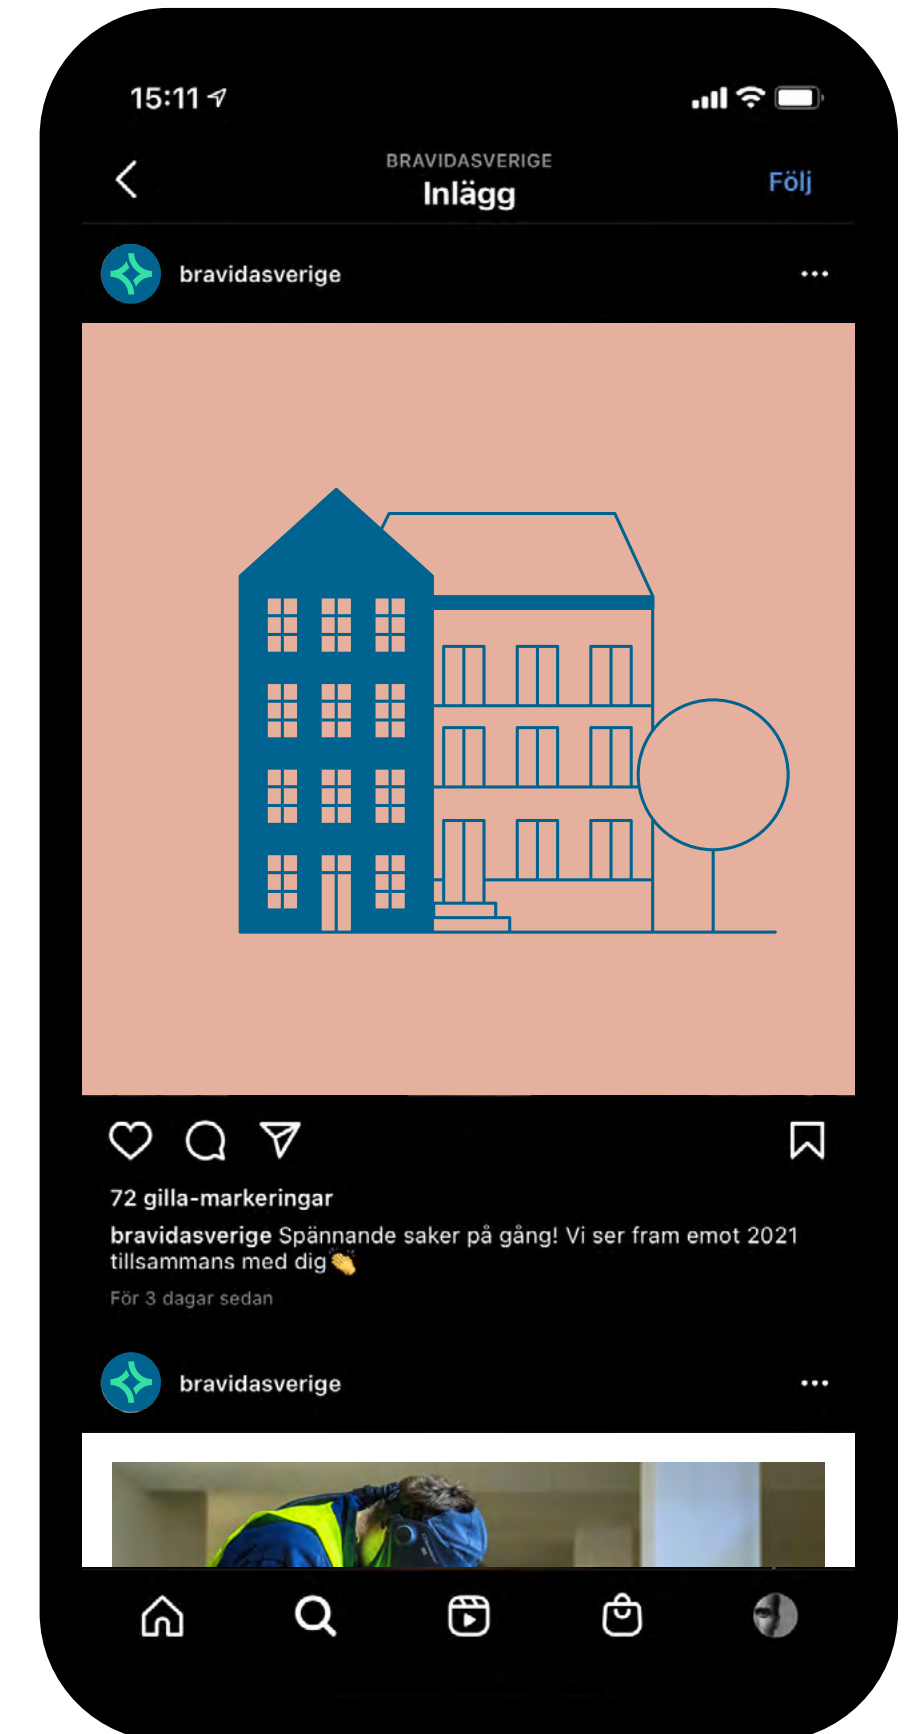 15:11
BRAVIDASVERIGE
Inlägg
Följ
bravidasverige
72 gilla-markeringar
bravidasverige Spännande saker på gång! Vi ser fram emot 2021
tillsammans med dig👏
För 3 dagar sedan
bravidasverige